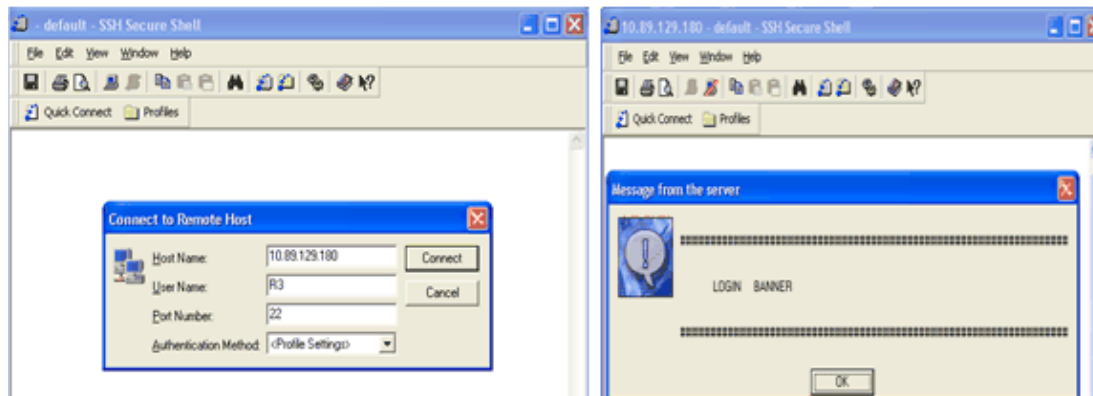 - default - SSH Secure Shell
File Edit View Window Help
Quick Connect Profiles
Connect to Remote Host
Host Name: 10.89.129.180 Connect
User Name: R3 Cancel
Port Number: 22
Authentication Method: <Profile Settings>
10.89.129.180 - default - SSH Secure Shell
File Edit View Window Help
Quick Connect Profiles
Message from the server
LOGIN BANNER
OK